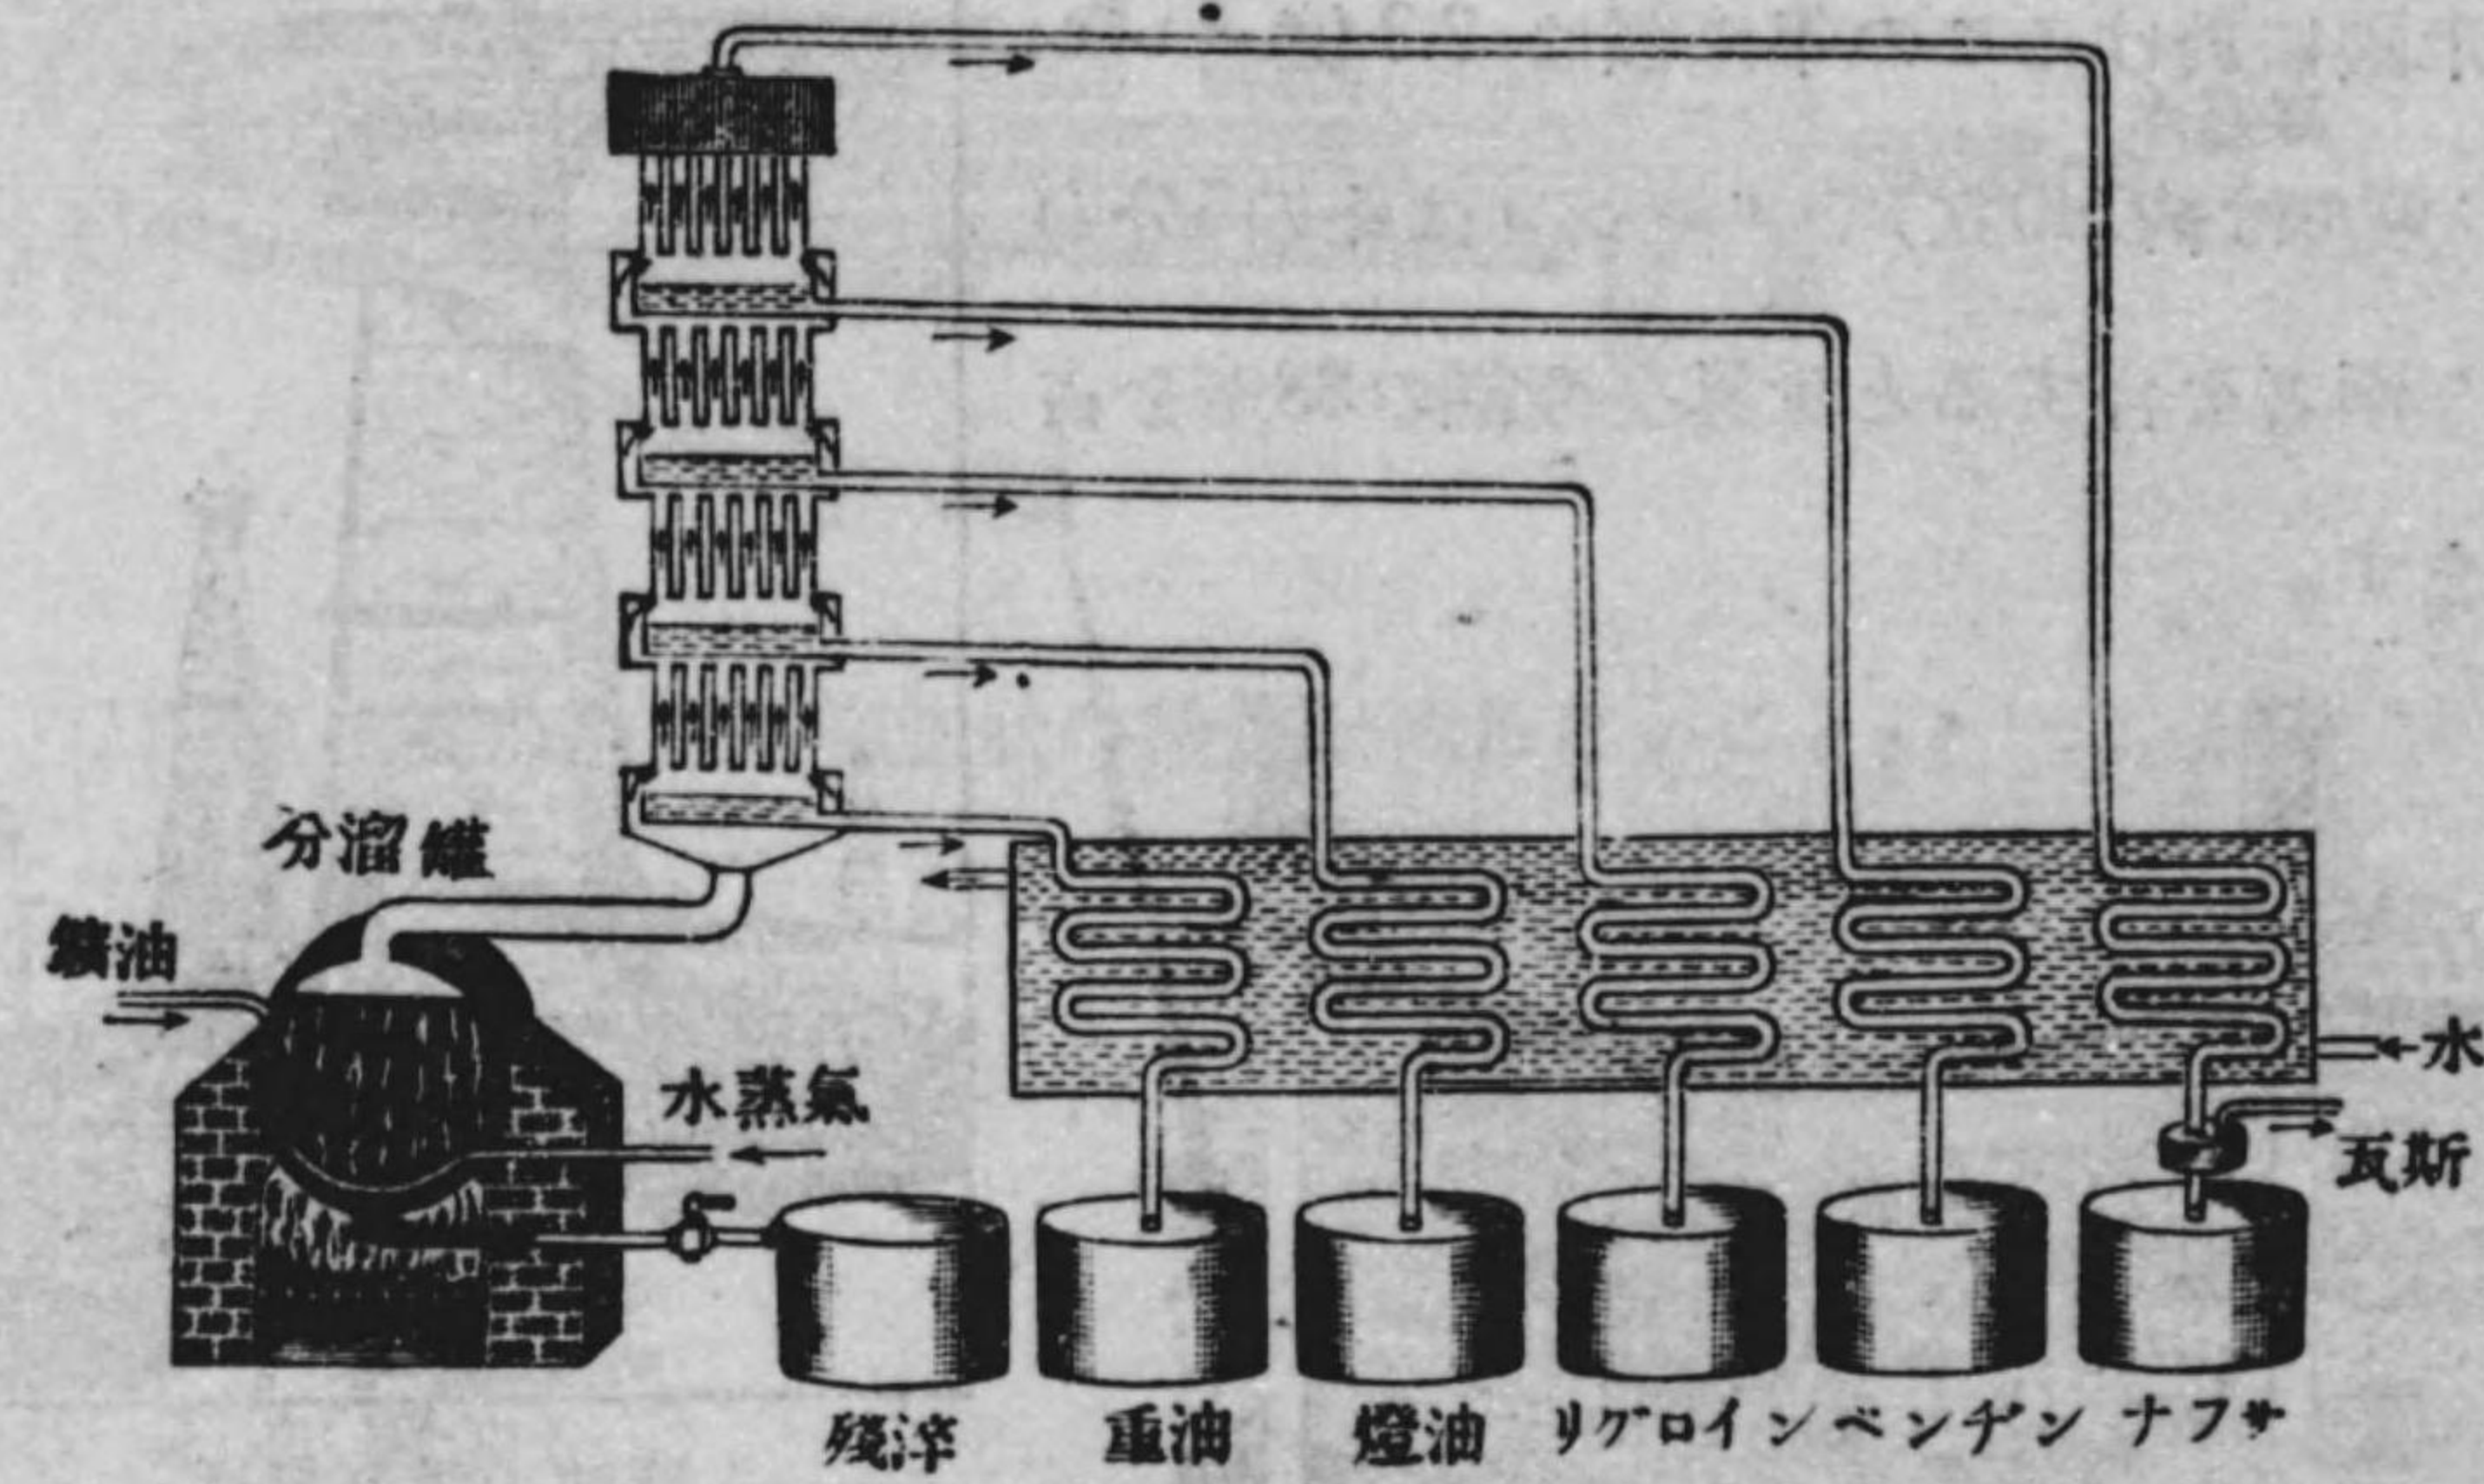 分溜罐
鑛油
水蒸氣
水
瓦斯
殘滓
重油
燈油
リグロイン
ベンヂン
ナフサ